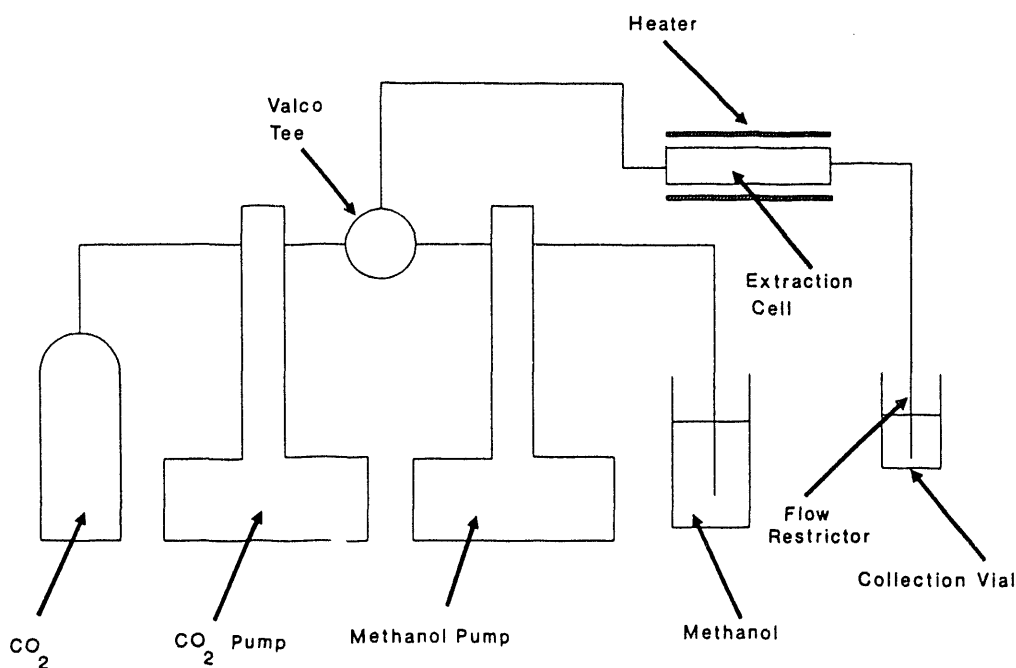 Heater
Valco
Tee
Extraction
Cell
Flow
Restrictor
Collection Vial
Methanol
Methanol Pump
CO₂ Pump
CO₂